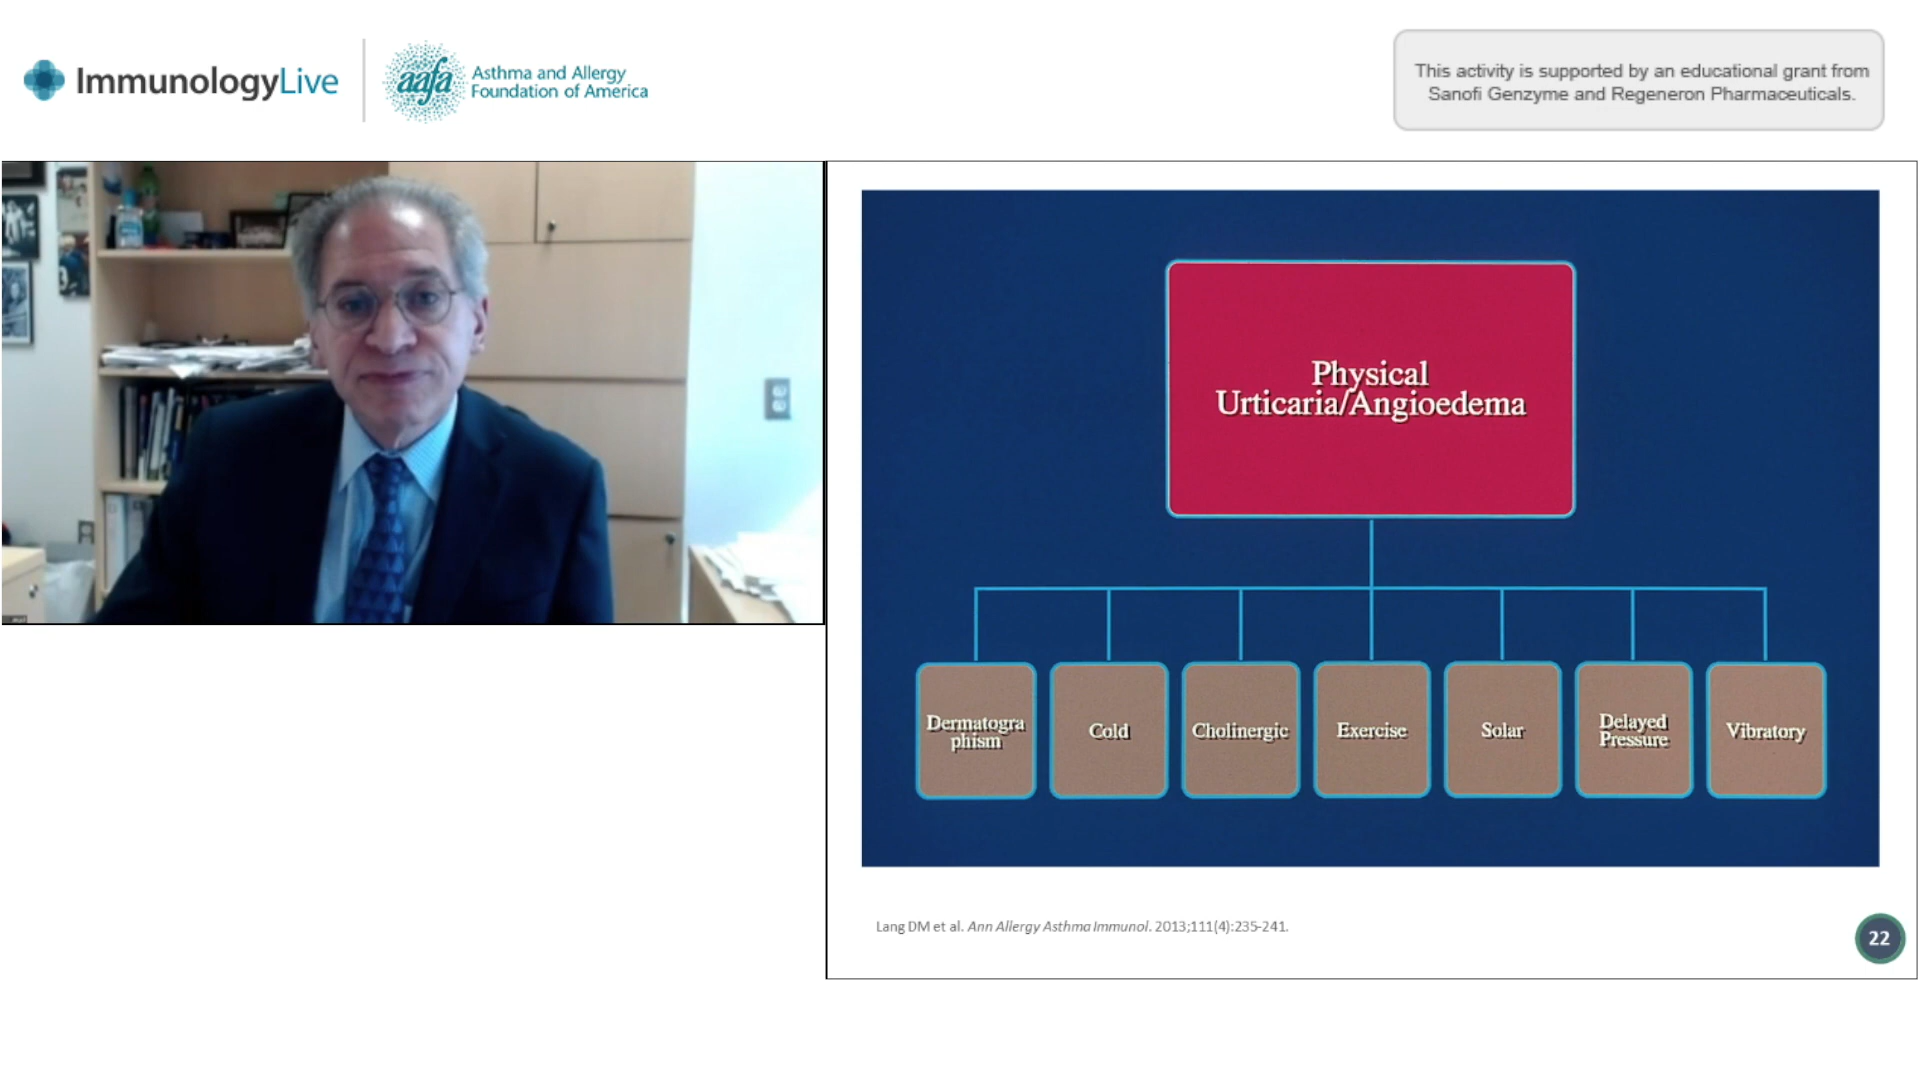 ImmunologyLive
aafa
Asthma and Allergy
Foundation of America
This activity is supported by an educational grant from
Sanofi Genzyme and Regeneron Pharmaceuticals.
Physical
Urticaria/Angioedema
Dermatogra
phism
Cold
Cholinergic
Exercise
Solar
Delayed
Pressure
Vibratory
Lang DM et al. Ann Allergy Asthma Immunol. 2013;111(4):235-241.
22